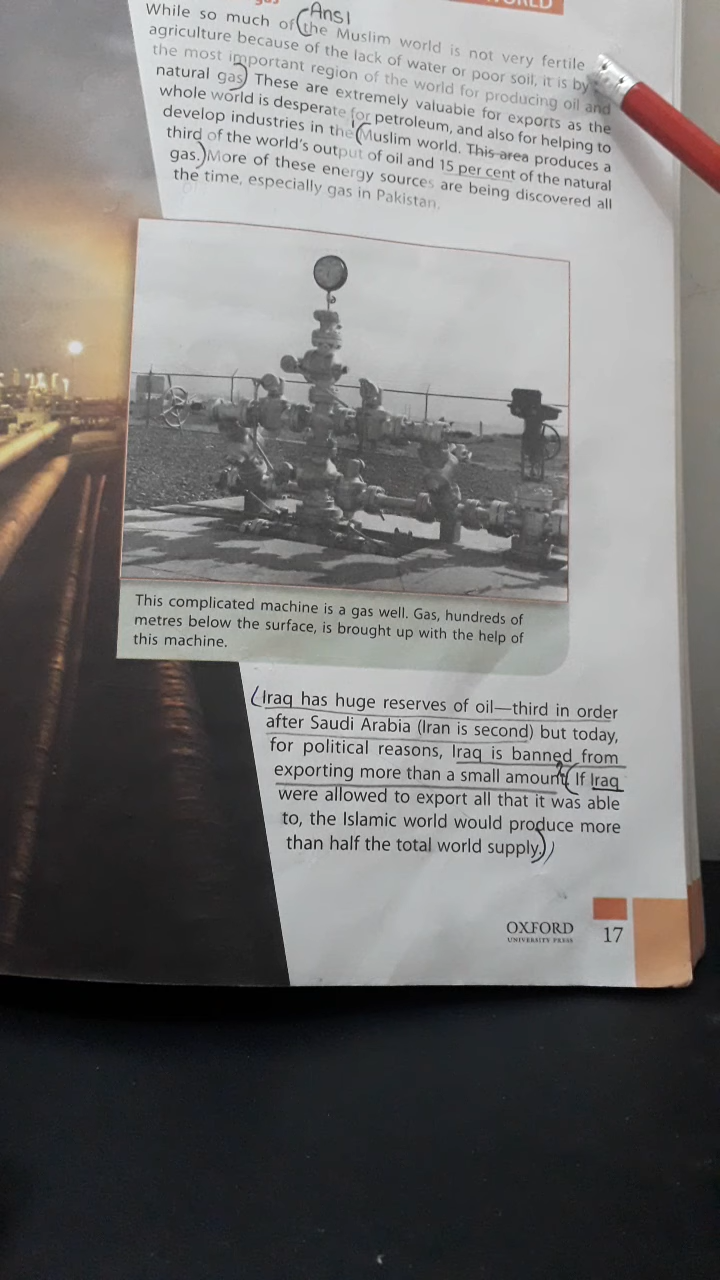 gas
WORLD
Ans1
While so much of (the Muslim world is not very fertile
agriculture because of the lack of water or poor soil, it is by
the most important region of the world for producing oil and
natural gas) These are extremely valuable for exports as the
whole world is desperate for petroleum, and also for helping to
develop industries in the (Muslim world. This area produces a
third of the world's output of oil and 15 per cent of the natural
gas.) More of these energy sources are being discovered all
the time, especially gas in Pakistan.
This complicated machine is a gas well. Gas, hundreds of
metres below the surface, is brought up with the help of
this machine.
(Iraq has huge reserves of oil—third in order
after Saudi Arabia (Iran is second) but today,
for political reasons, Iraq is banned from
exporting more than a small amount. (If Iraq
were allowed to export all that it was able
to, the Islamic world would produce more
than half the total world supply.))
OXFORD
UNIVERSITY PRESS
17